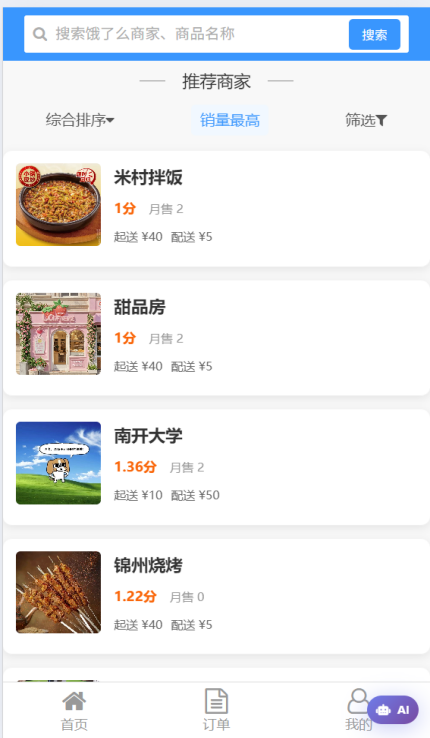 搜索饿了么商家、商品名称 搜索
推荐商家
综合排序 销量最高 筛选
米村拌饭
1分 月售 2
起送 ¥40 配送 ¥5
甜品房
1分 月售 2
起送 ¥40 配送 ¥5
南开大学
1.36分 月售 2
起送 ¥10 配送 ¥50
锦州烧烤
1.22分 月售 0
起送 ¥40 配送 ¥5
首页 订单 我的 AI